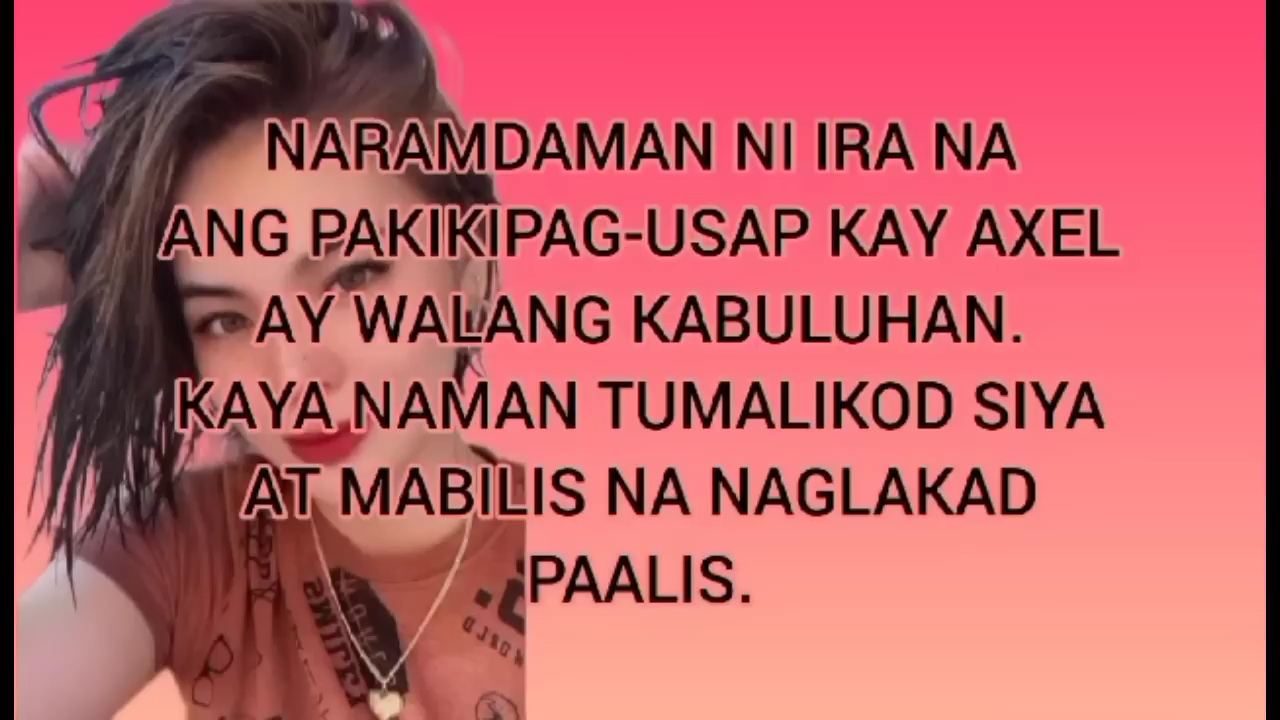 NARAMDAMAN NI IRA NA
ANG PAKIKIPAG-USAP KAY AXEL
AY WALANG KABULUHAN.
KAYA NAMAN TUMALIKOD SIYA
AT MABILIS NA NAGLAKAD
PAALIS.